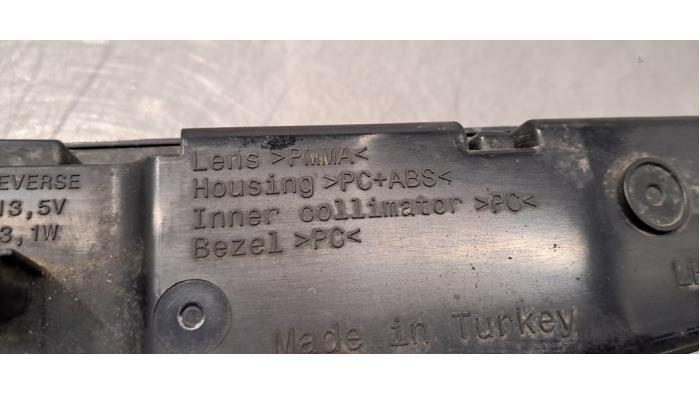 Lens >PMMA<
Housing >PC+ABS<
Inner collimator >PC<
Bezel >PC<
EVERSE
13,5V
3,1W
Made in Turkey